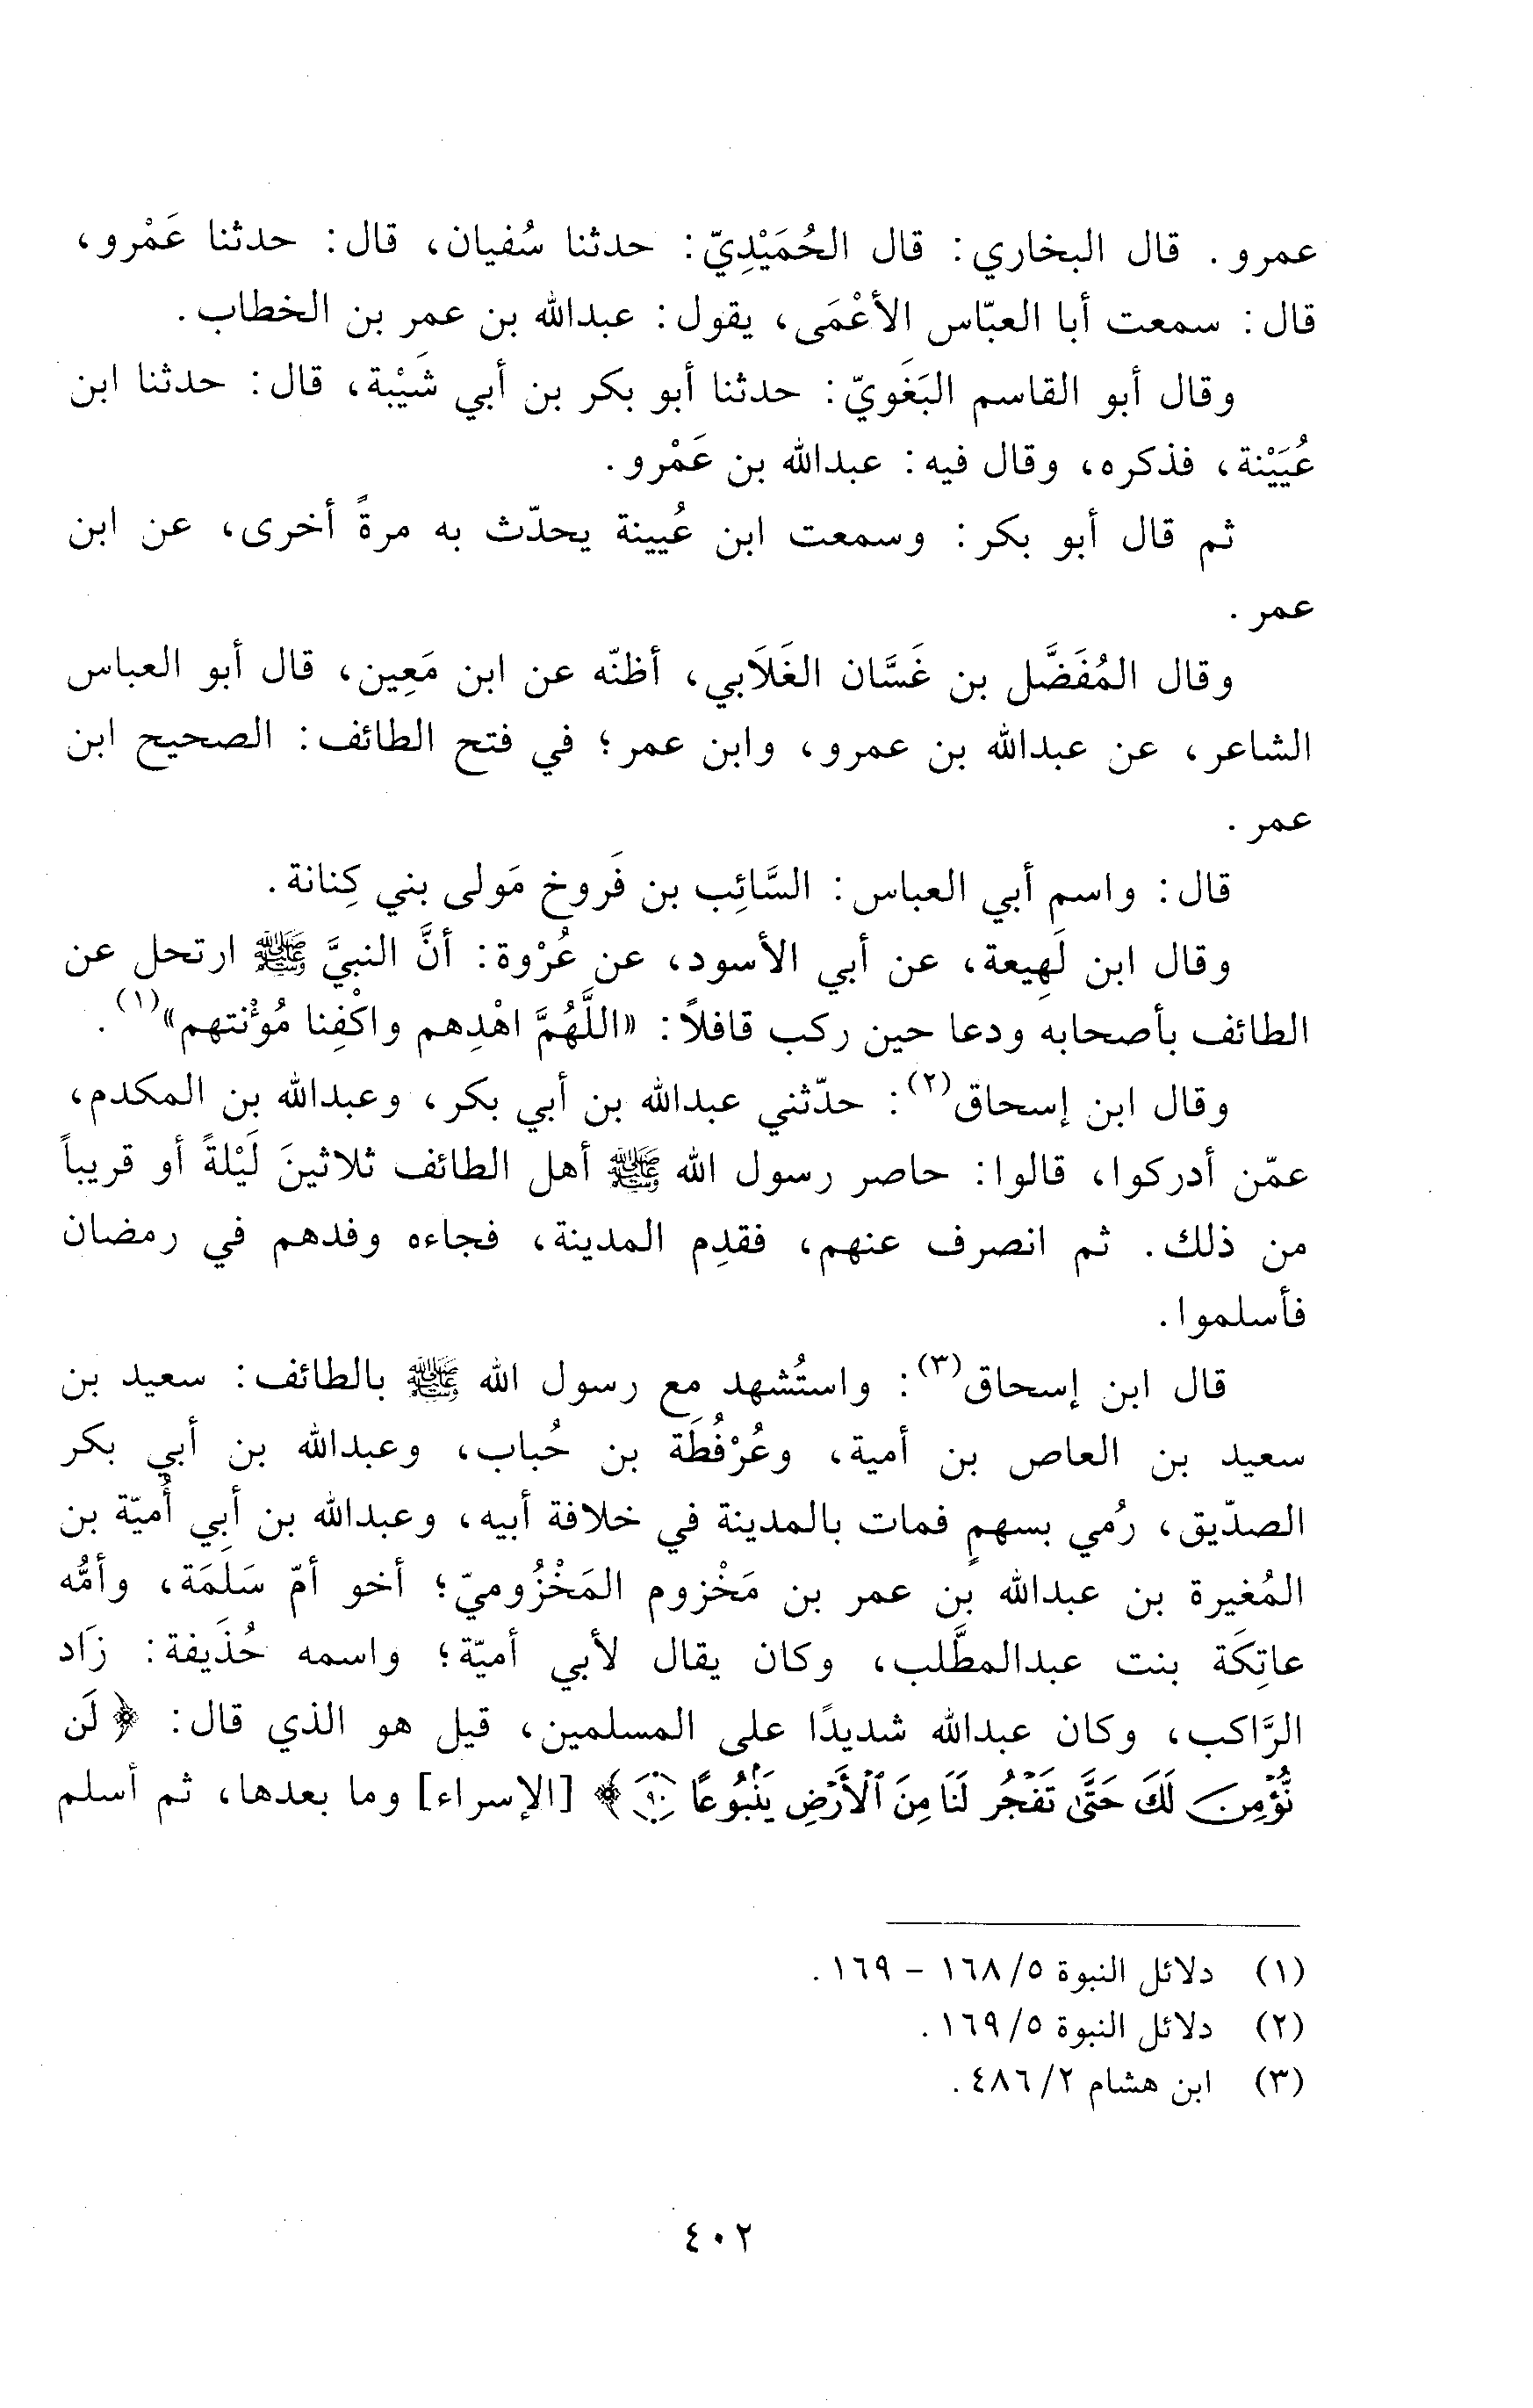 عمرو. قال البخاري: قال الحُمَيْدِيّ: حدثنا سُفيان، قال: حدثنا عَمْرو،
قال: سمعت أبا العبّاس الأعْمَى، يقول: عبدالله بن عمر بن الخطاب.
وقال أبو القاسم البَغَويّ: حدثنا أبو بكر بن أبي شَيْبة، قال: حدثنا ابن
عُيَيْنة، فذكره، وقال فيه: عبدالله بن عَمْرو.
ثم قال أبو بكر: وسمعت ابن عُيينة يحدّث به مرةً أخرى، عن ابن
عمر.
وقال المُفَضَّل بن غَسَّان الغَلَابي، أظنّه عن ابن مَعِين، قال أبو العباس
الشاعر، عن عبدالله بن عمرو، وابن عمر؛ في فتح الطائف: الصحيح ابن
عمر.
قال: واسم أبي العباس: السَّائِب بن فَروخ مَولى بني كِنانة.
وقال ابن لَهِيعة، عن أبي الأسود، عن عُرْوة: أنَّ النبيَّ ﷺ ارتحل عن
الطائف بأصحابه ودعا حين ركب قافلاً: «اللَّهُمَّ اهْدِهم واكْفِنا مُؤْنتهم»(١).
وقال ابن إسحاق(٢): حدّثني عبدالله بن أبي بكر، وعبدالله بن المكدم،
عمّن أدركوا، قالوا: حاصر رسول الله ﷺ أهل الطائف ثلاثينَ لَيْلةً أو قريباً
من ذلك. ثم انصرف عنهم، فقدِم المدينة، فجاءه وفدهم في رمضان
فأسلموا.
قال ابن إسحاق(٣): واستُشهد مع رسول الله ﷺ بالطائف: سعيد بن
سعيد بن العاص بن أمية، وعُرْفُطَة بن حُباب، وعبدالله بن أبي بكر
الصدّيق، رُمي بسهمٍ فمات بالمدينة في خلافة أبيه، وعبدالله بن أبي أُميّة بن
المُغيرة بن عبدالله بن عمر بن مَخْزوم المَخْزُوميّ؛ أخو أمّ سَلَمَة، وأمُّه
عاتِكَة بنت عبدالمطَّلب، وكان يقال لأبي أميّة؛ واسمه حُذَيفة: زَاد
الرَّاكب، وكان عبدالله شديدًا على المسلمين، قيل هو الذي قال: ﴿لَن
نُّؤْمِنَ لَكَ حَتَّىٰ تَفْجُرَ لَنَا مِنَ ٱلْأَرْضِ يَنۢبُوعًا ٩٠﴾ [الإسراء] وما بعدها، ثم أسلم
(١) دلائل النبوة ٥/ ١٦٨ - ١٦٩.
(٢) دلائل النبوة ٥/ ١٦٩.
(٣) ابن هشام ٢/ ٤٨٦.
٤٠٢